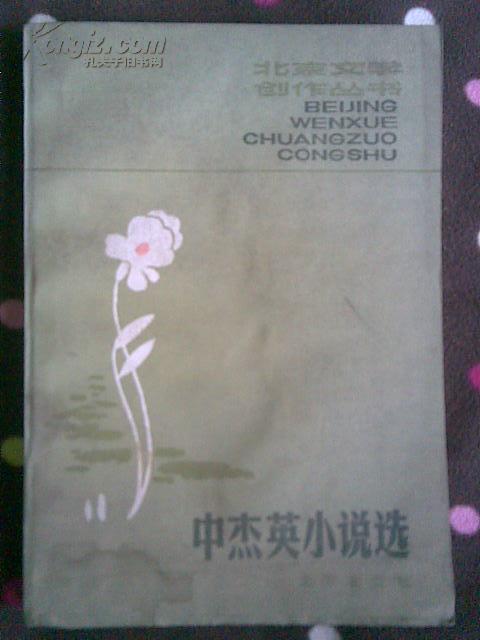 Kongfz.com
孔夫子旧书网
北京文学
创作丛书
BEIJING
WENXUE
CHUANGZUO
CONGSHU
中杰英小说选